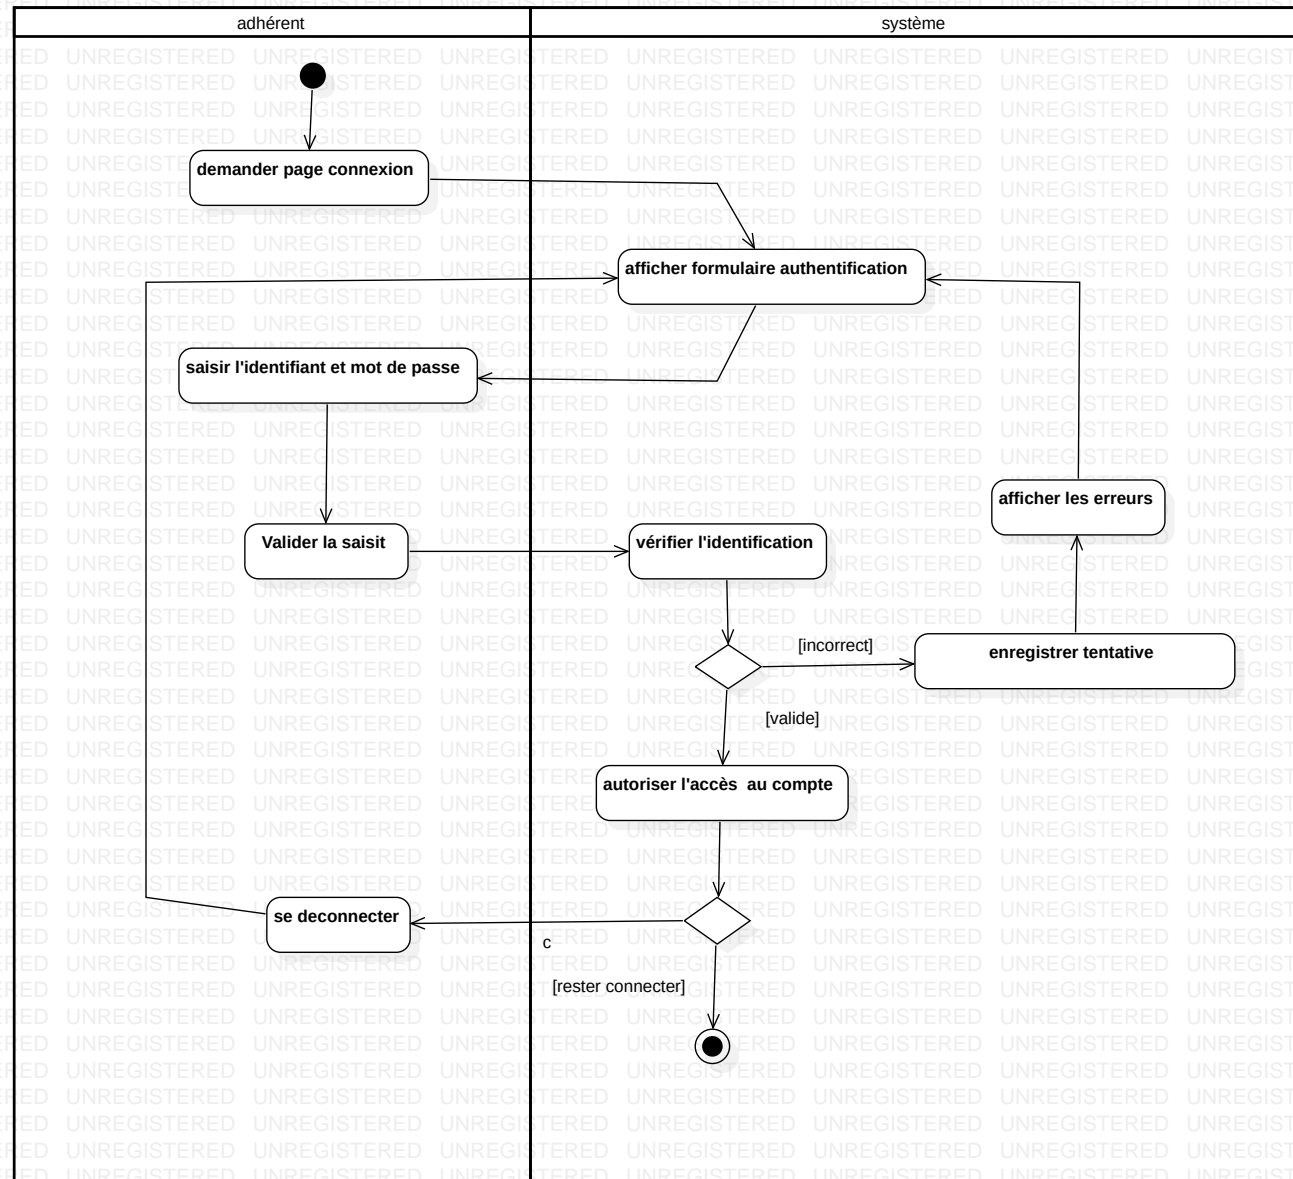 adhérent
système
demander page connexion
afficher formulaire authentification
saisir l'identifiant et mot de passe
afficher les erreurs
Valider la saisit
vérifier l'identification
[incorrect]
enregistrer tentative
[valide]
autoriser l'accès  au compte
se deconnecter
c
[rester connecter]
UNREGISTERED